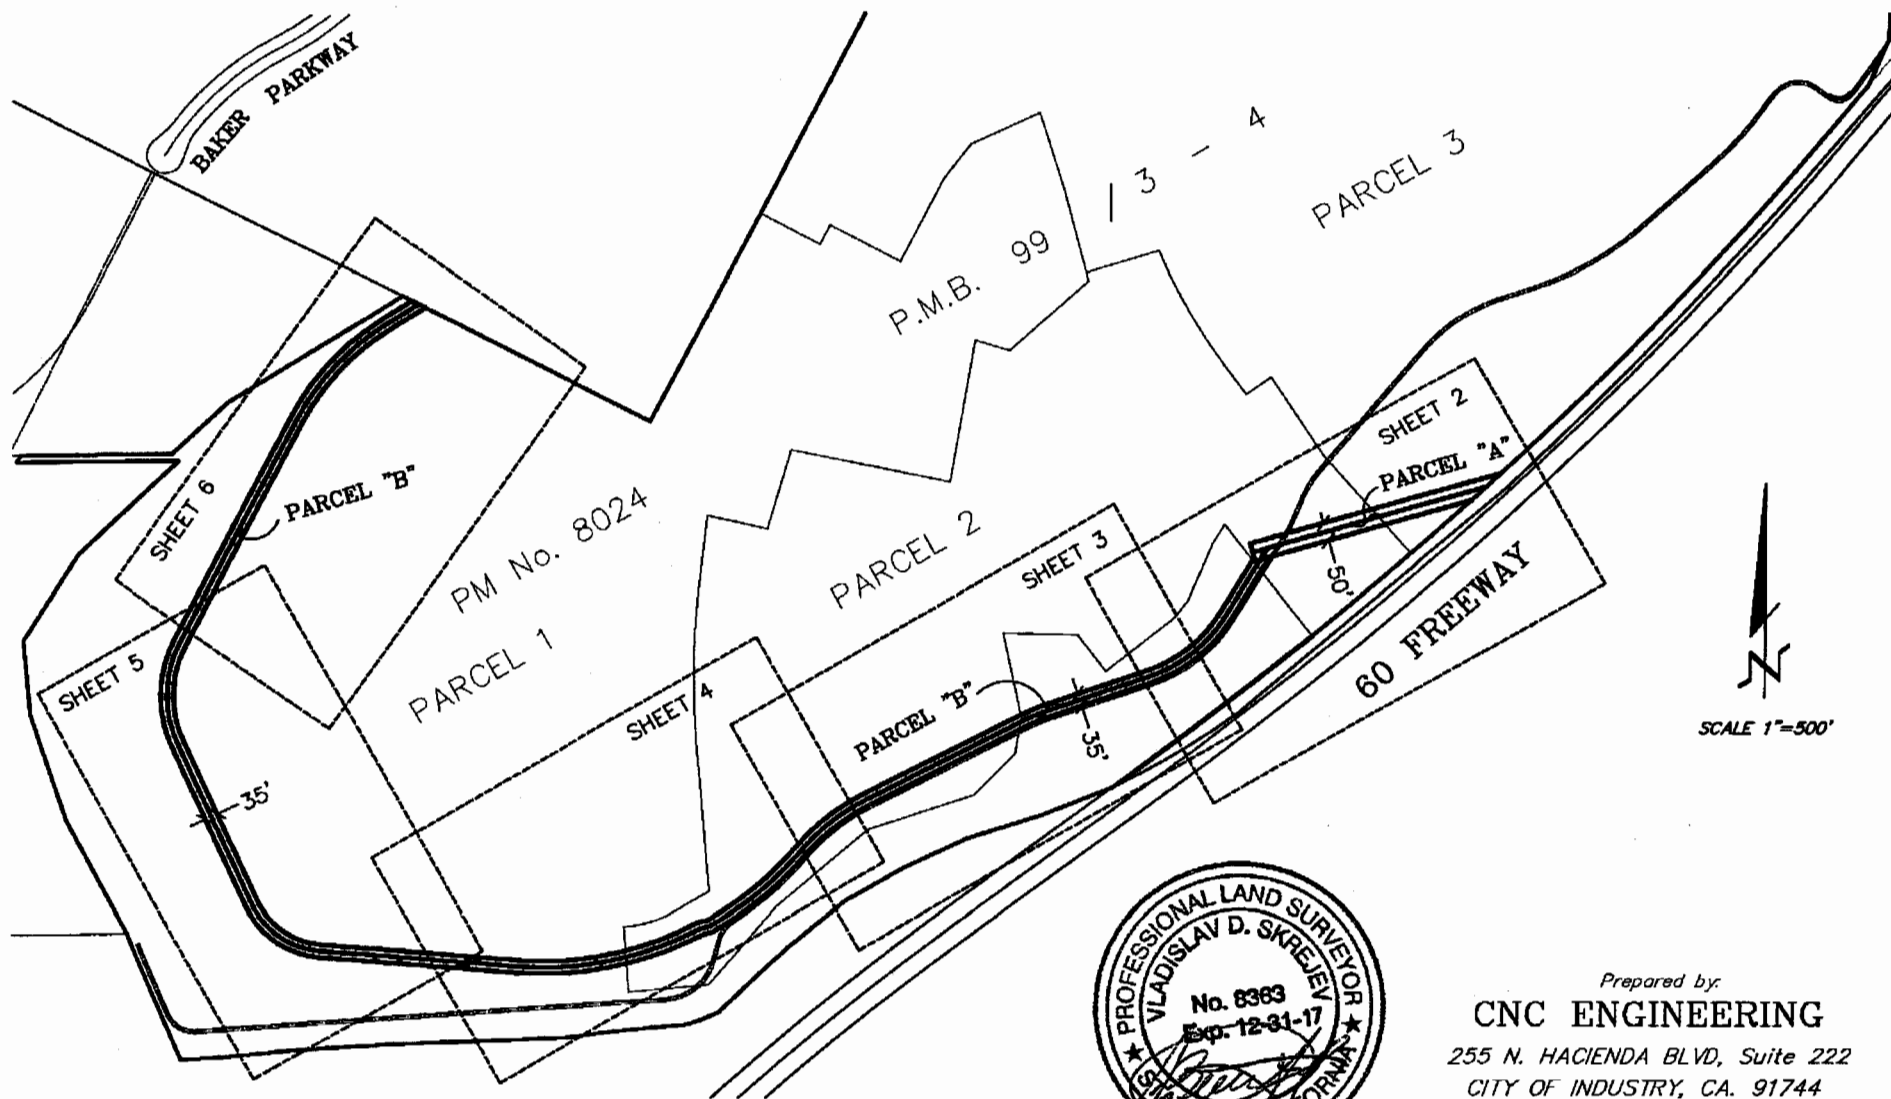 BAKER PARKWAY
P.M.B. 99 / 3 - 4
PARCEL 3
SHEET 2
PARCEL "A"
SHEET 6
PARCEL "B"
PM No. 8024
PARCEL 2
SHEET 3
50'
60 FREEWAY
PARCEL 1
SHEET 5
SHEET 4
PARCEL "B"
35'
35'
N
SCALE 1"=500'
PROFESSIONAL LAND SURVEYOR
VLADISLAV D. SKREJEV
No. 8363
Exp. 12-31-17
Prepared by:
CNC ENGINEERING
255 N. HACIENDA BLVD, Suite 222
CITY OF INDUSTRY, CA. 91744